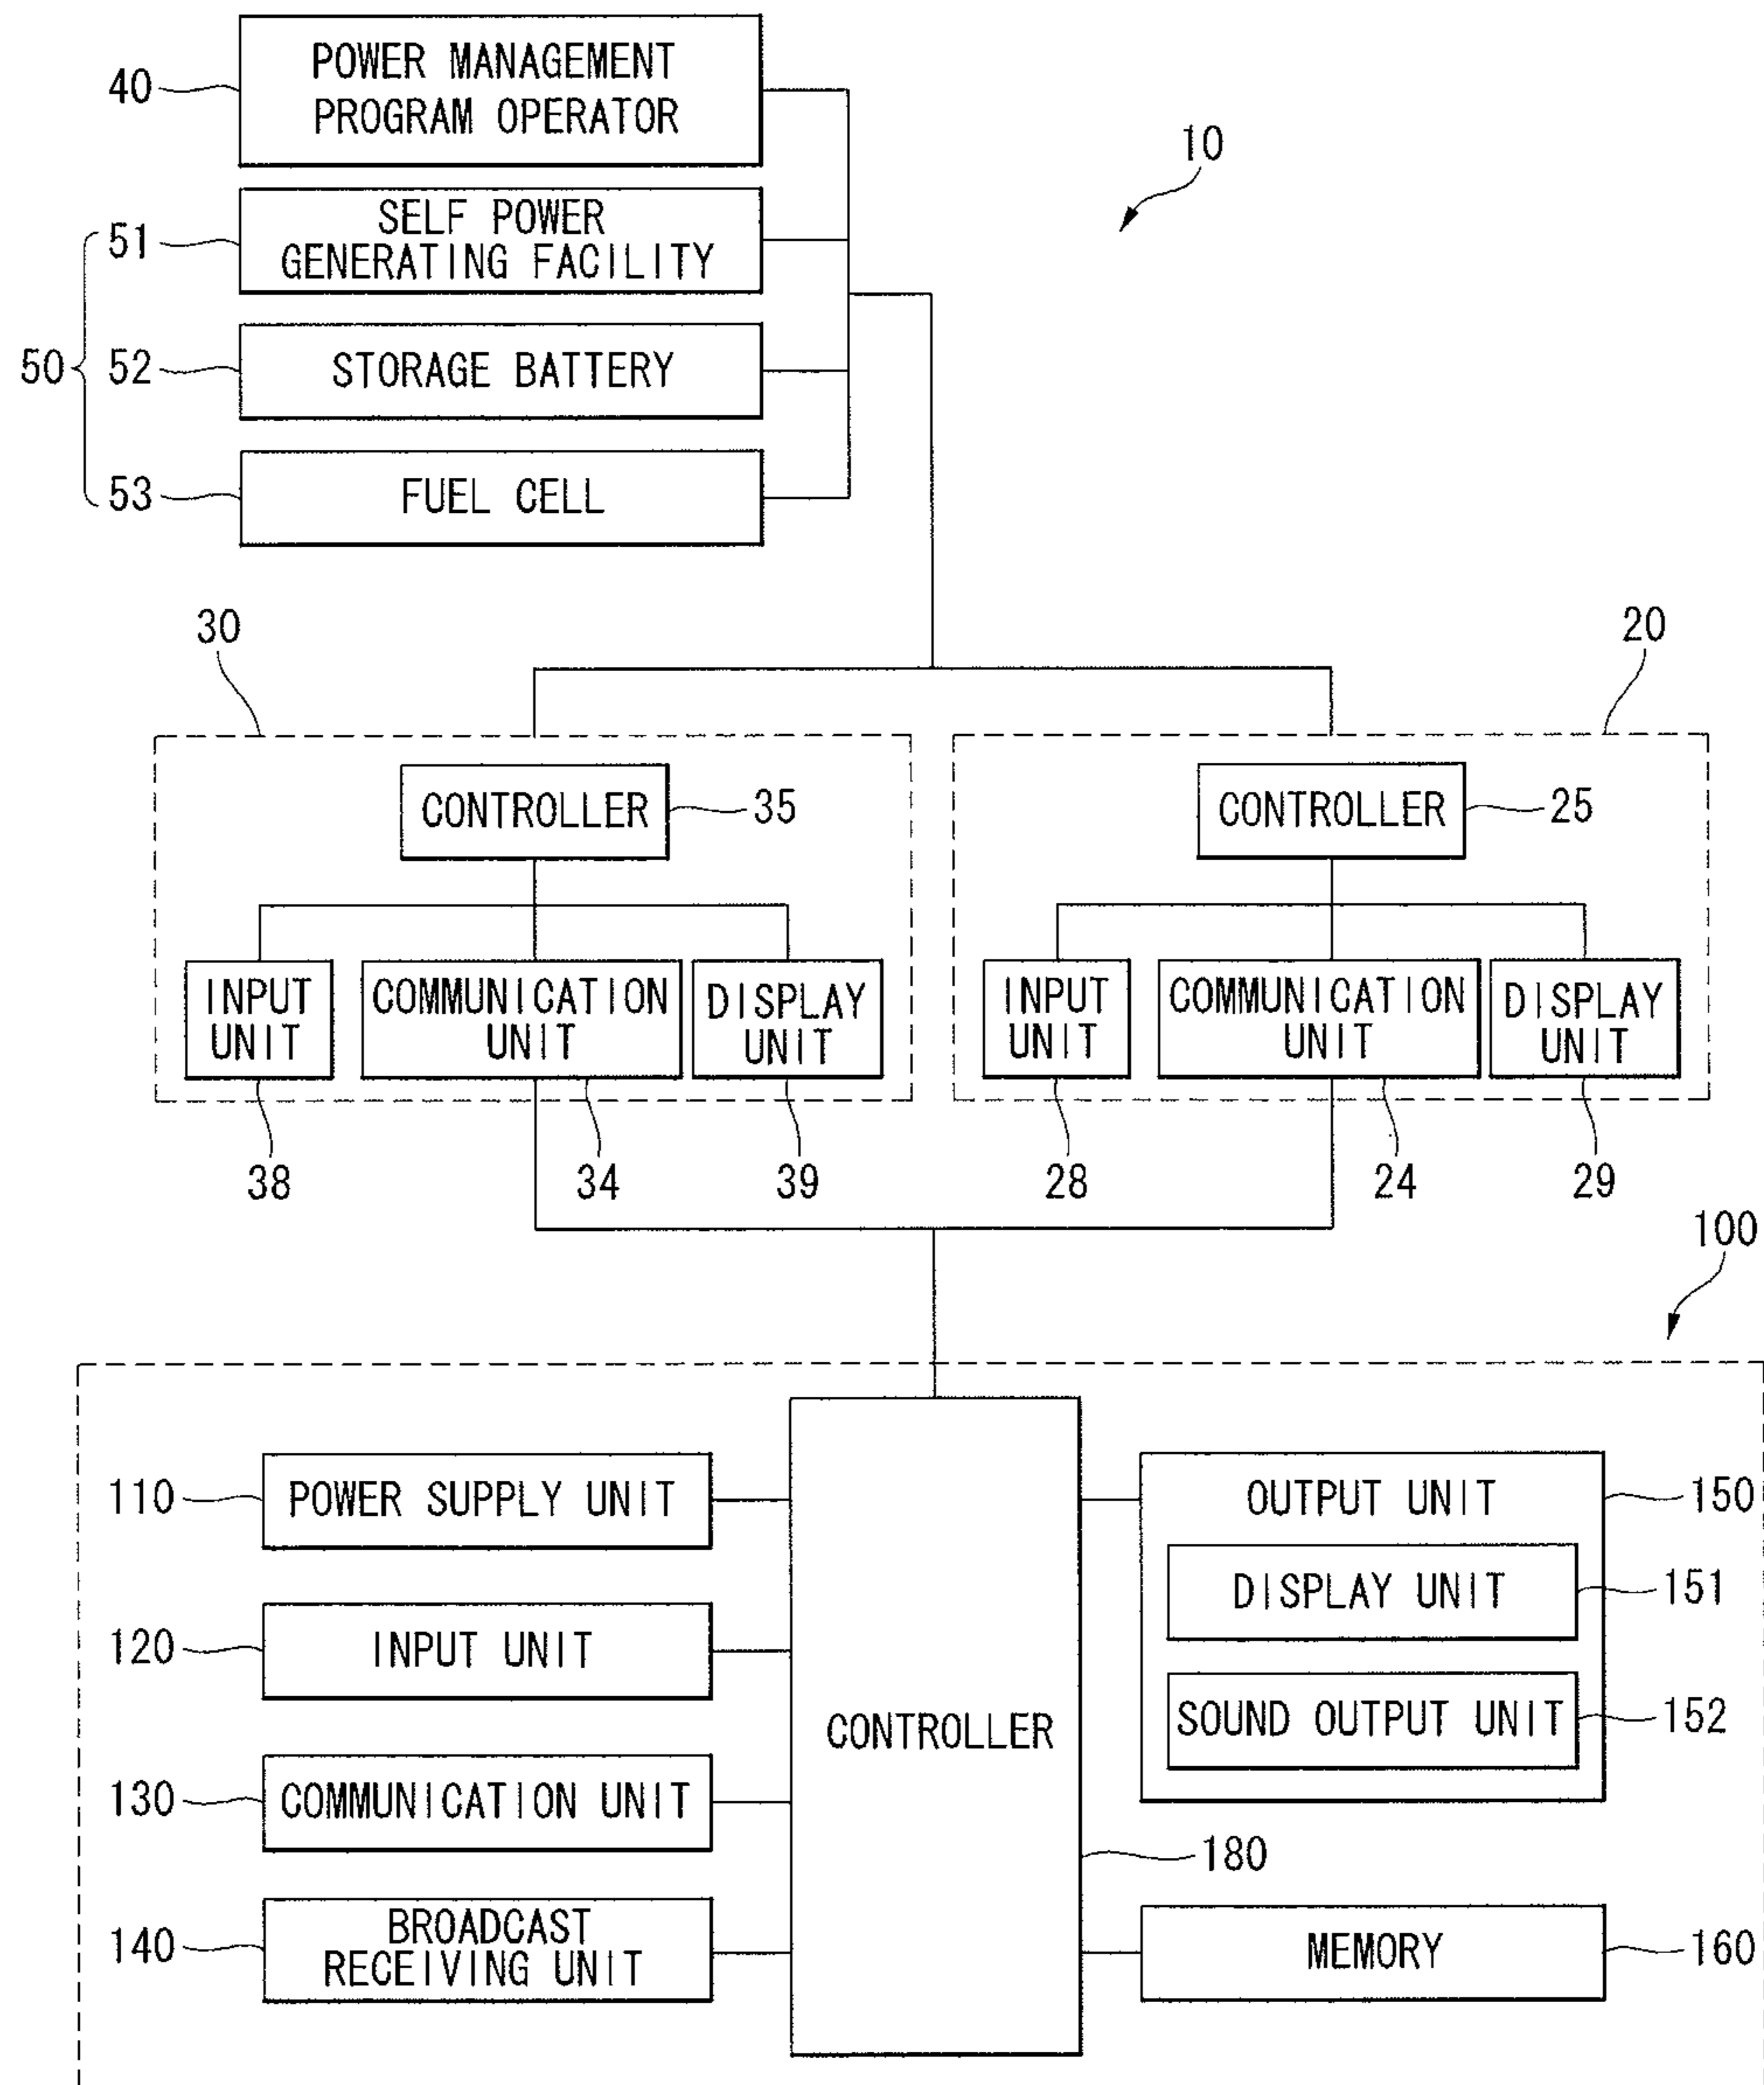 40
POWER MANAGEMENT
PROGRAM OPERATOR
10
51
SELF POWER
GENERATING FACILITY
50
52
STORAGE BATTERY
53
FUEL CELL
30
20
CONTROLLER
35
CONTROLLER
25
INPUT
UNIT
COMMUNICATION
UNIT
DISPLAY
UNIT
INPUT
UNIT
COMMUNICATION
UNIT
DISPLAY
UNIT
38
34
39
28
24
29
100
110
POWER SUPPLY UNIT
OUTPUT UNIT
150
DISPLAY UNIT
151
120
INPUT UNIT
SOUND OUTPUT UNIT
152
CONTROLLER
130
COMMUNICATION UNIT
180
140
BROADCAST
RECEIVING UNIT
MEMORY
160